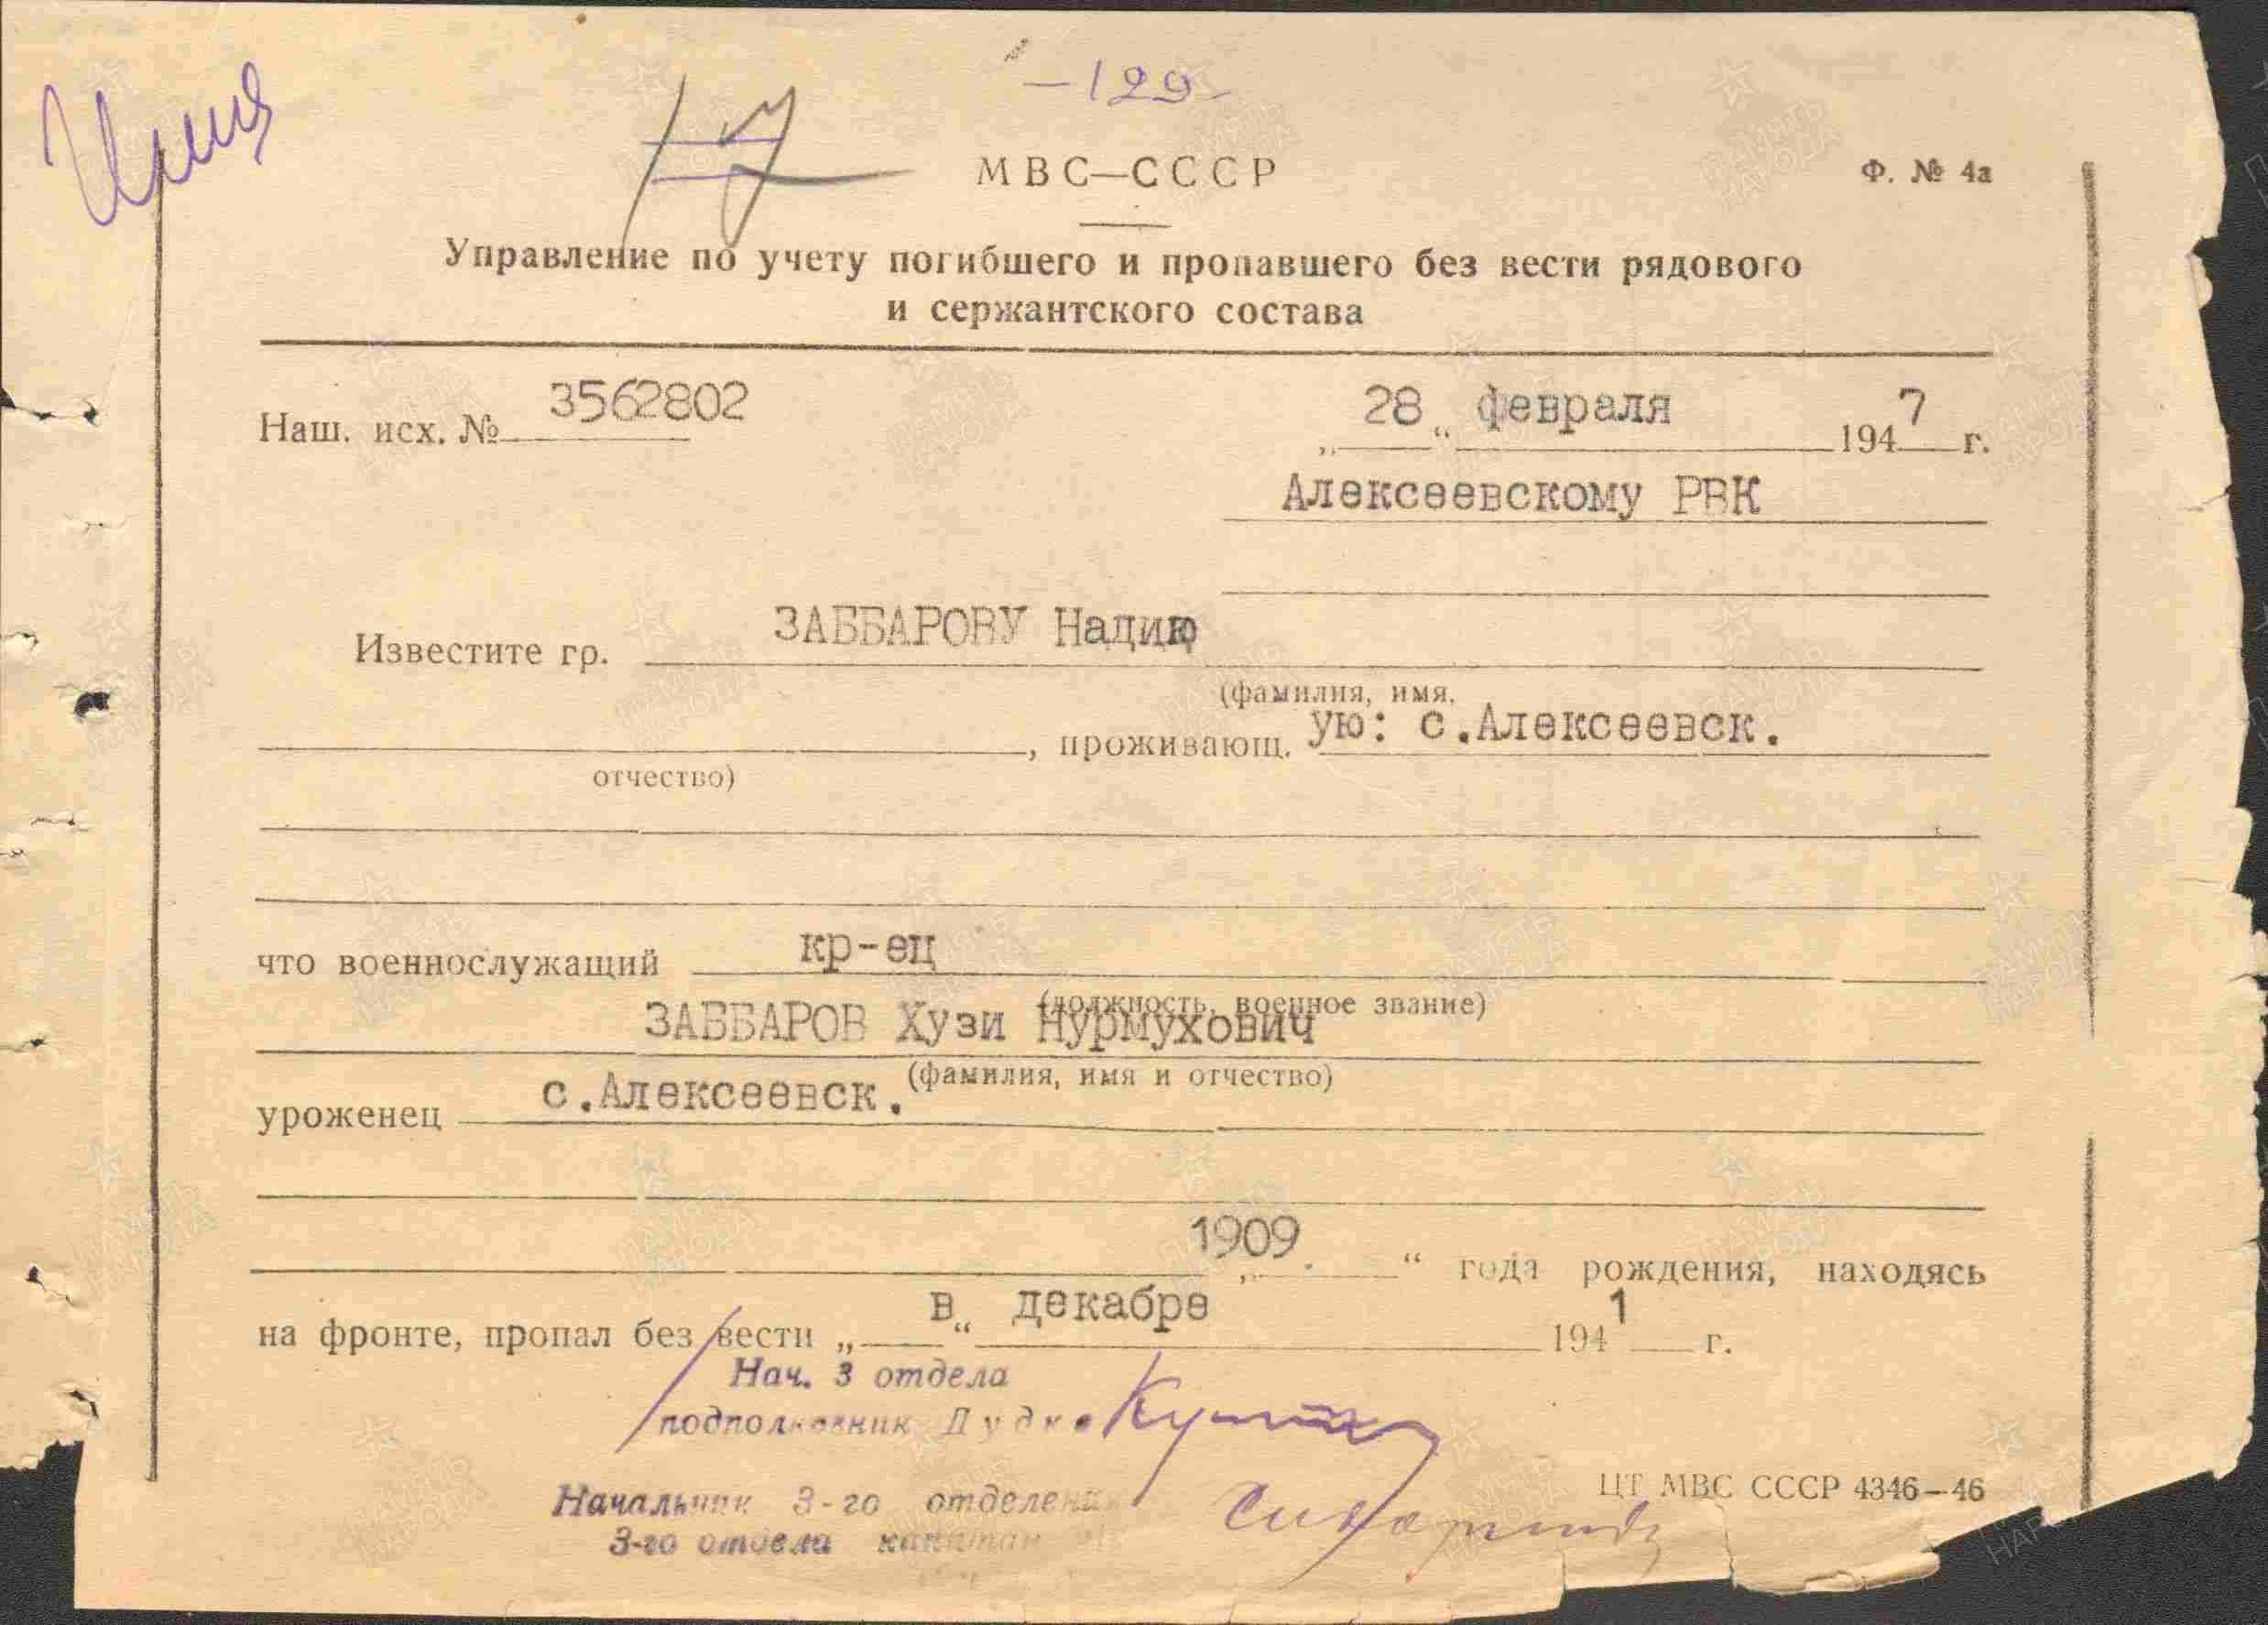 -129-
МВС—СССР
Ф. № 4а
Управление по учету погибшего и пропавшего без вести рядового
и сержантского состава
Наш. исх. № 3562802
„28“ февраля 1947 г.
Алексеевскому РВК
Известите гр. ЗАББАРОВУ Надию
(фамилия, имя,
, проживающ. ую: с.Алексеевск.
отчество)
что военнослужащий кр-ец
(должность, военное звание)
ЗАББАРОВ Хузи Нурмухович
(фамилия, имя и отчество)
уроженец с.Алексеевск.
„1909.“ года рождения, находясь
на фронте, пропал без вести „в“ декабре 1941 г.
Нач. 3 отдела
подполковник
Начальник 3-го отделения
3-го отдела капитан
ЦТ МВС СССР 4346—46
ПАМЯТЬ НАРОДА